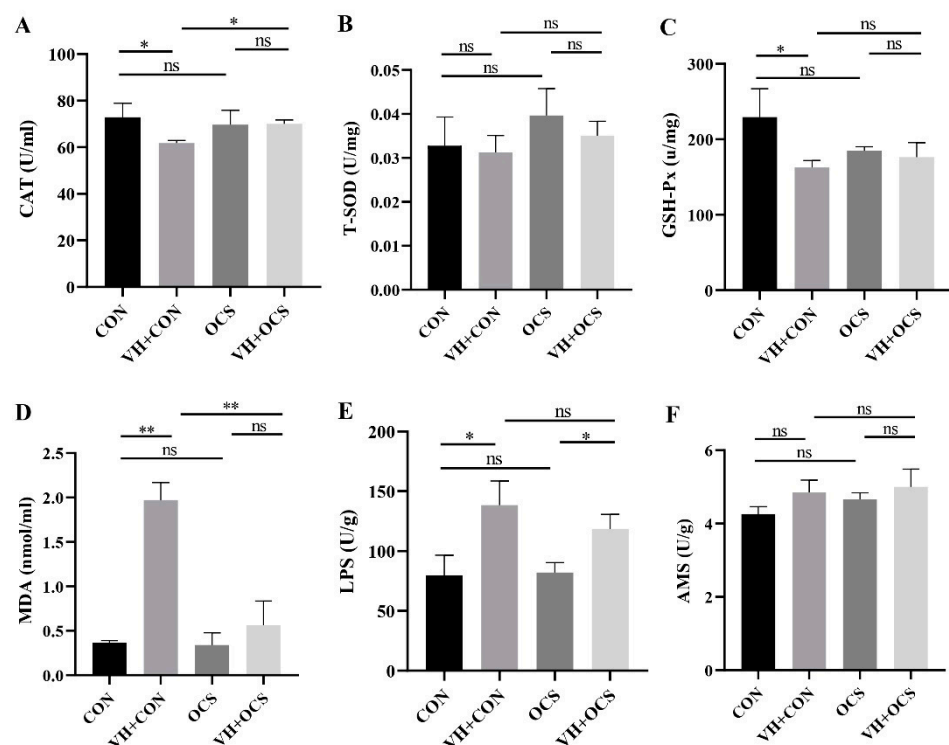 A
*
*
ns
ns
CAT (U/ml)
100
80
60
40
20
0
CON
VH+CON
OCS
VH+OCS
B
ns
ns
ns
ns
T-SOD (U/mg)
0.05
0.04
0.03
0.02
0.01
0.00
CON
VH+CON
OCS
VH+OCS
C
ns
*
ns
ns
GSH-Px (u/mg)
300
200
100
0
CON
VH+CON
OCS
VH+OCS
D
**
**
ns
ns
MDA (nmol/ml)
2.5
2.0
1.5
1.0
0.5
0.0
CON
VH+CON
OCS
VH+OCS
E
ns
*
*
ns
LPS (U/g)
200
150
100
50
0
CON
VH+CON
OCS
VH+OCS
F
ns
ns
ns
ns
AMS (U/g)
6
4
2
0
CON
VH+CON
OCS
VH+OCS